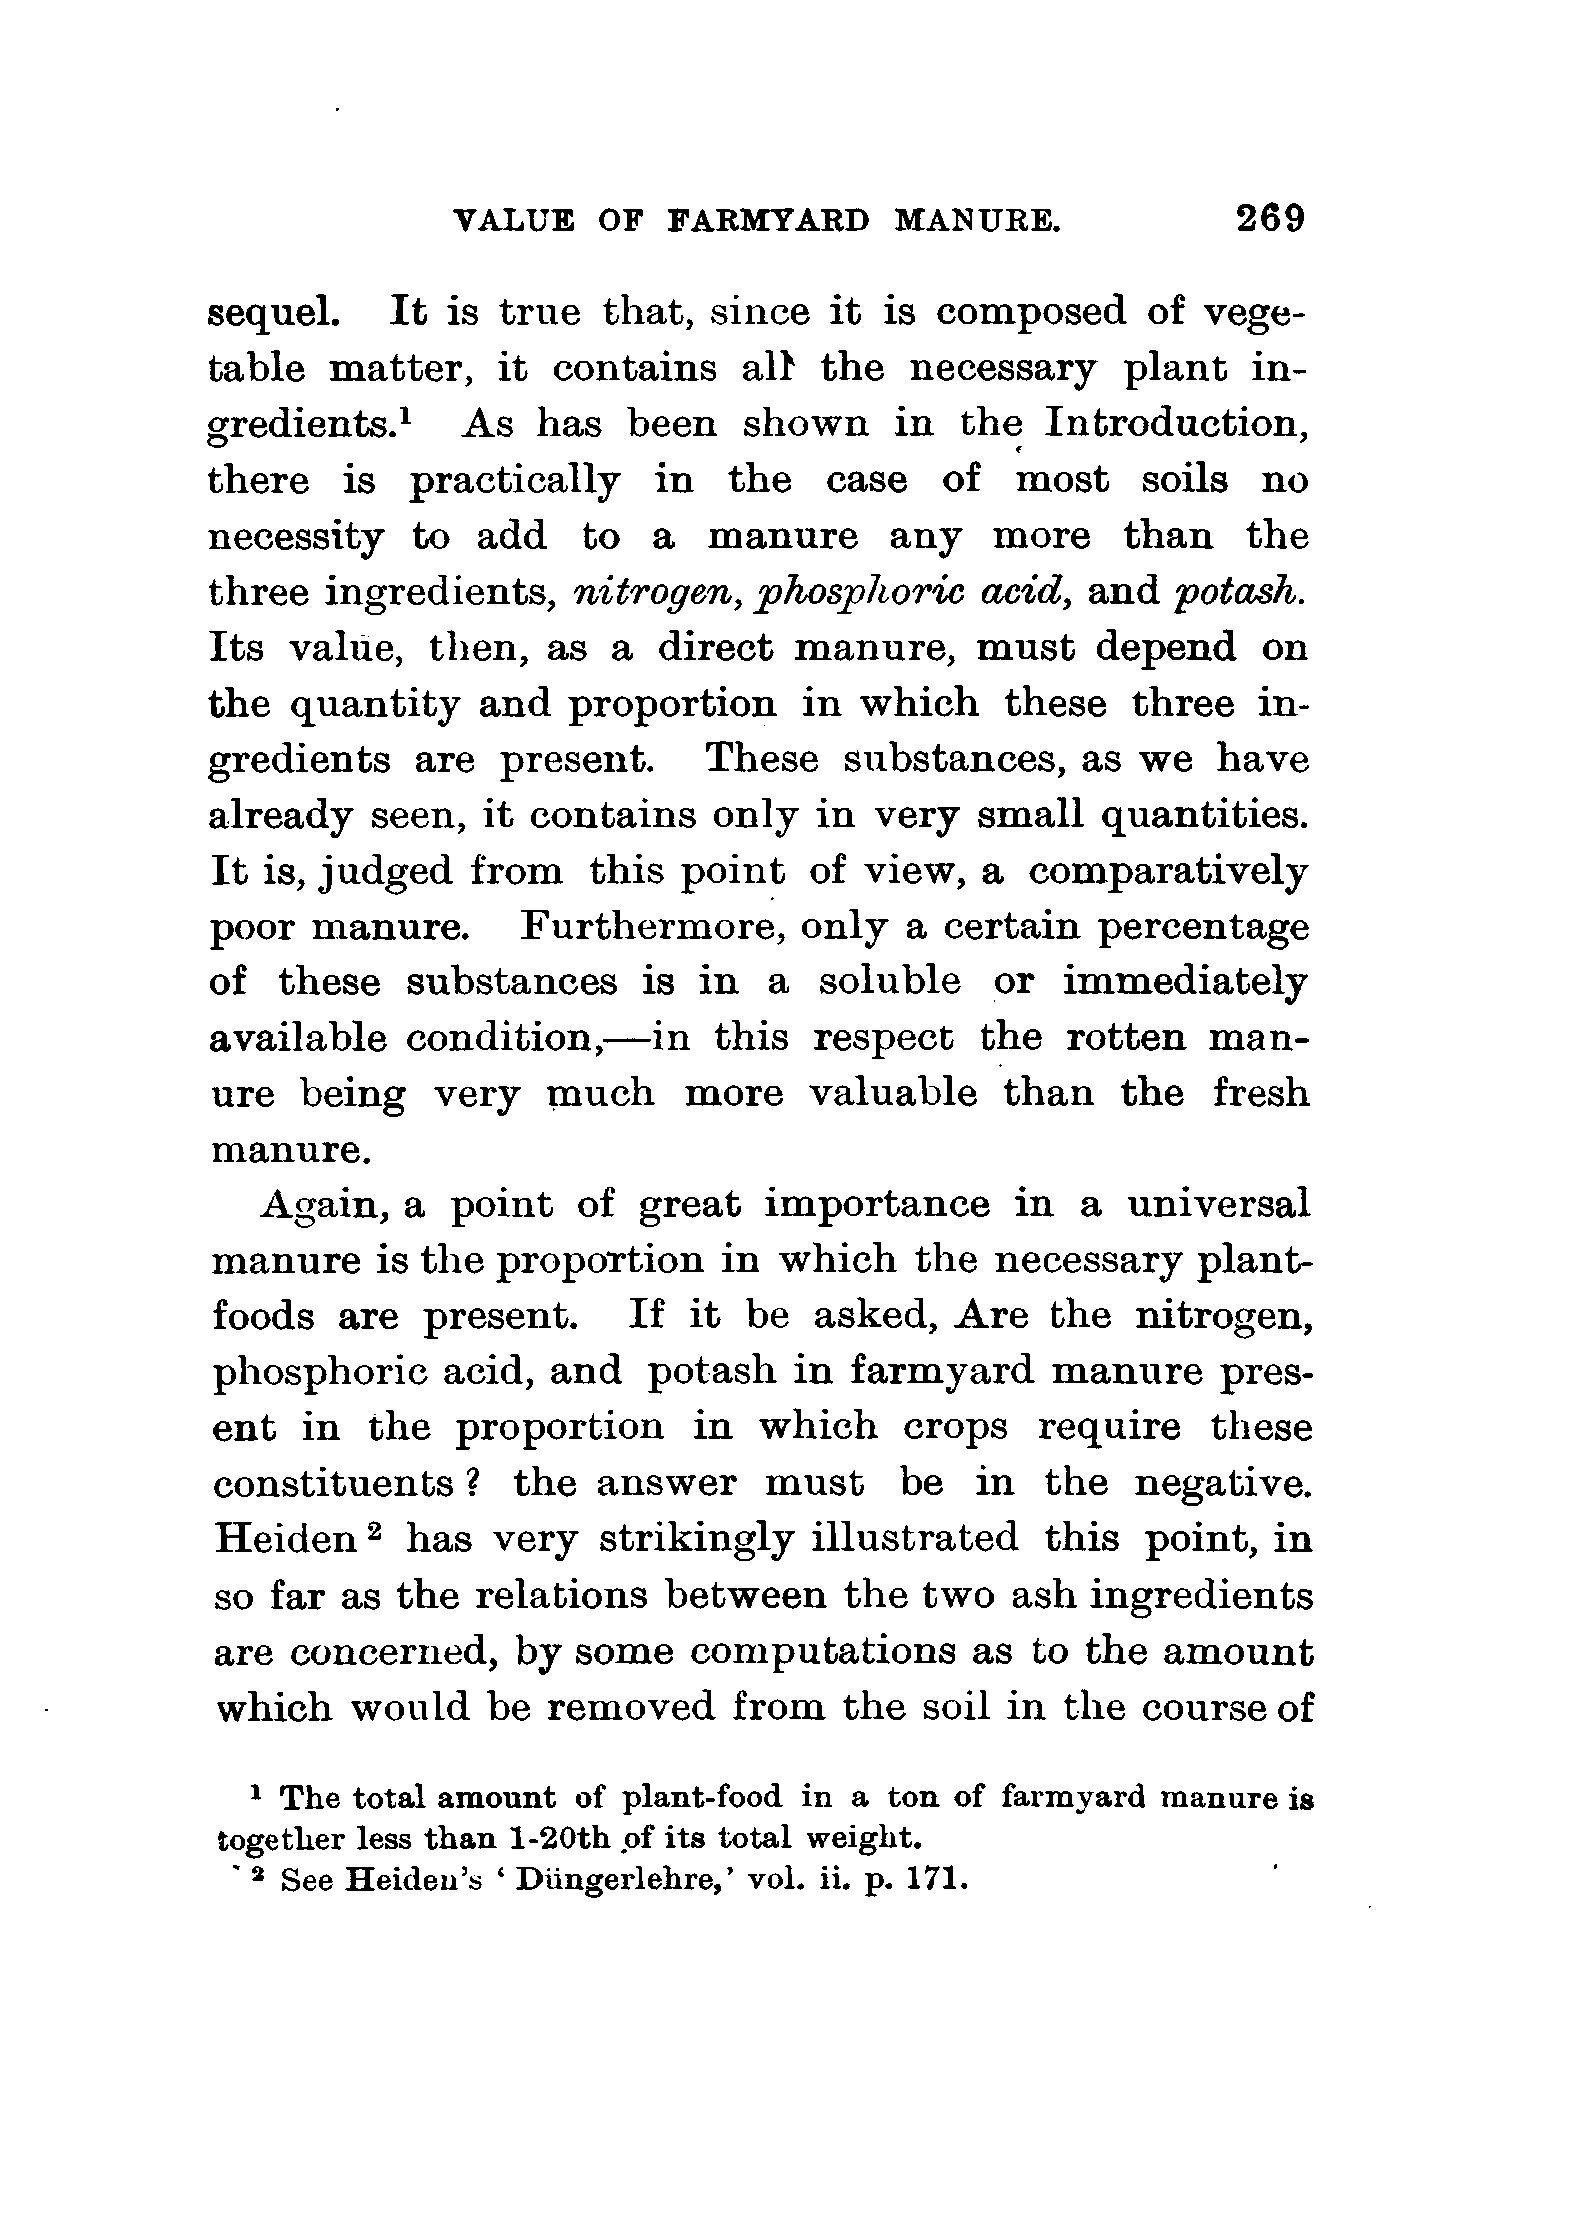 VALUE OF FARMYARD MANURE. 269
sequel. It is true that, since it is composed of vege-
table matter, it contains all the necessary plant in-
gredients.¹ As has been shown in the Introduction,
there is practically in the case of most soils no
necessity to add to a manure any more than the
three ingredients, nitrogen, phosphoric acid, and potash.
Its value, then, as a direct manure, must depend on
the quantity and proportion in which these three in-
gredients are present. These substances, as we have
already seen, it contains only in very small quantities.
It is, judged from this point of view, a comparatively
poor manure. Furthermore, only a certain percentage
of these substances is in a soluble or immediately
available condition,—in this respect the rotten man-
ure being very much more valuable than the fresh
manure.
Again, a point of great importance in a universal
manure is the proportion in which the necessary plant-
foods are present. If it be asked, Are the nitrogen,
phosphoric acid, and potash in farmyard manure pres-
ent in the proportion in which crops require these
constituents? the answer must be in the negative.
Heiden² has very strikingly illustrated this point, in
so far as the relations between the two ash ingredients
are concerned, by some computations as to the amount
which would be removed from the soil in the course of
¹ The total amount of plant-food in a ton of farmyard manure is
together less than 1-20th of its total weight.
² See Heiden's ' Düngerlehre,' vol. ii. p. 171.